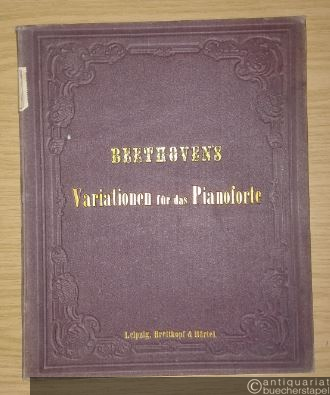 BEETHOVENS
Variationen für das Pianoforte
Leipzig, Breitkopf & Härtel.
antiquariat
buecherstapel